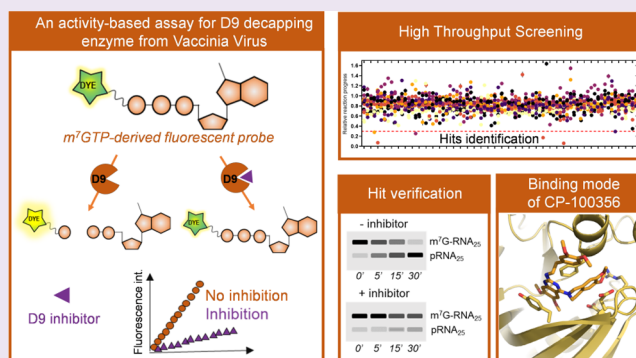 An activity-based assay for D9 decapping
enzyme from Vaccinia Virus
DYE
m⁷GTP-derived fluorescent probe
D9
D9
DYE
DYE
D9 inhibitor
Fluorescence int.
No inhibition
Inhibition
Time
High Throughput Screening
Relative reaction progress
1.6
1.4
1.2
1.0
0.8
0.6
0.4
0.2
0.0
Hits identification
Hit verification
- inhibitor
m⁷G-RNA₂₅
pRNA₂₅
0' 5' 15' 30'
+ inhibitor
m⁷G-RNA₂₅
pRNA₂₅
0' 5' 15' 30'
Binding mode
of CP-100356